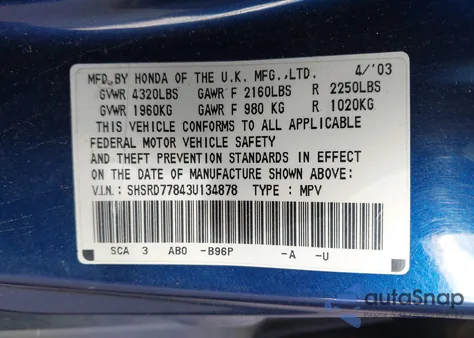 MFD. BY HONDA OF THE U.K. MFG.,LTD. 4/'03
GVWR 4320LBS GAWR F 2160LBS R 2250LBS
GVWR 1960KG GAWR F 980 KG R 1020KG
THIS VEHICLE CONFORMS TO ALL APPLICABLE
FEDERAL MOTOR VEHICLE SAFETY
AND THEFT PREVENTION STANDARDS IN EFFECT
ON THE DATE OF MANUFACTURE SHOWN ABOVE:
V.I.N.: SHSRD77843U134878 TYPE : MPV
SCA 3 AB0 -B96P -A -U
autoSnap